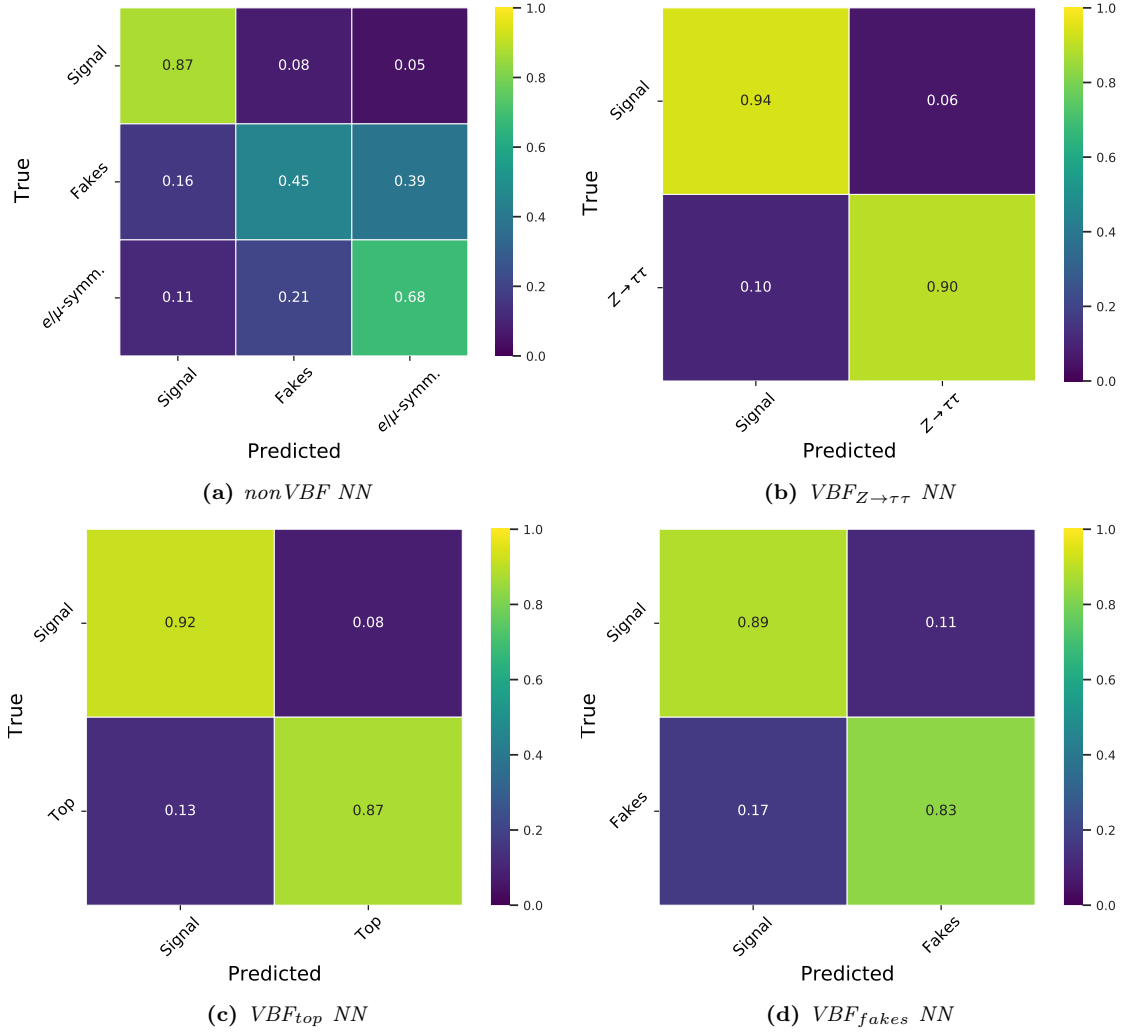 Signal 0.87 0.08 0.05
Fakes 0.16 0.45 0.39
e/μ-symm. 0.11 0.21 0.68
True
Signal Fakes e/μ-symm.
Predicted
1.0
0.8
0.6
0.4
0.2
0.0
(a) nonVBF NN
Signal 0.94 0.06
Z→ττ 0.10 0.90
True
Signal Z→ττ
Predicted
1.0
0.8
0.6
0.4
0.2
0.0
(b) VBF_{Z→ττ} NN
Signal 0.92 0.08
Top 0.13 0.87
True
Signal Top
Predicted
1.0
0.8
0.6
0.4
0.2
0.0
(c) VBF_{top} NN
Signal 0.89 0.11
Fakes 0.17 0.83
True
Signal Fakes
Predicted
1.0
0.8
0.6
0.4
0.2
0.0
(d) VBF_{fakes} NN